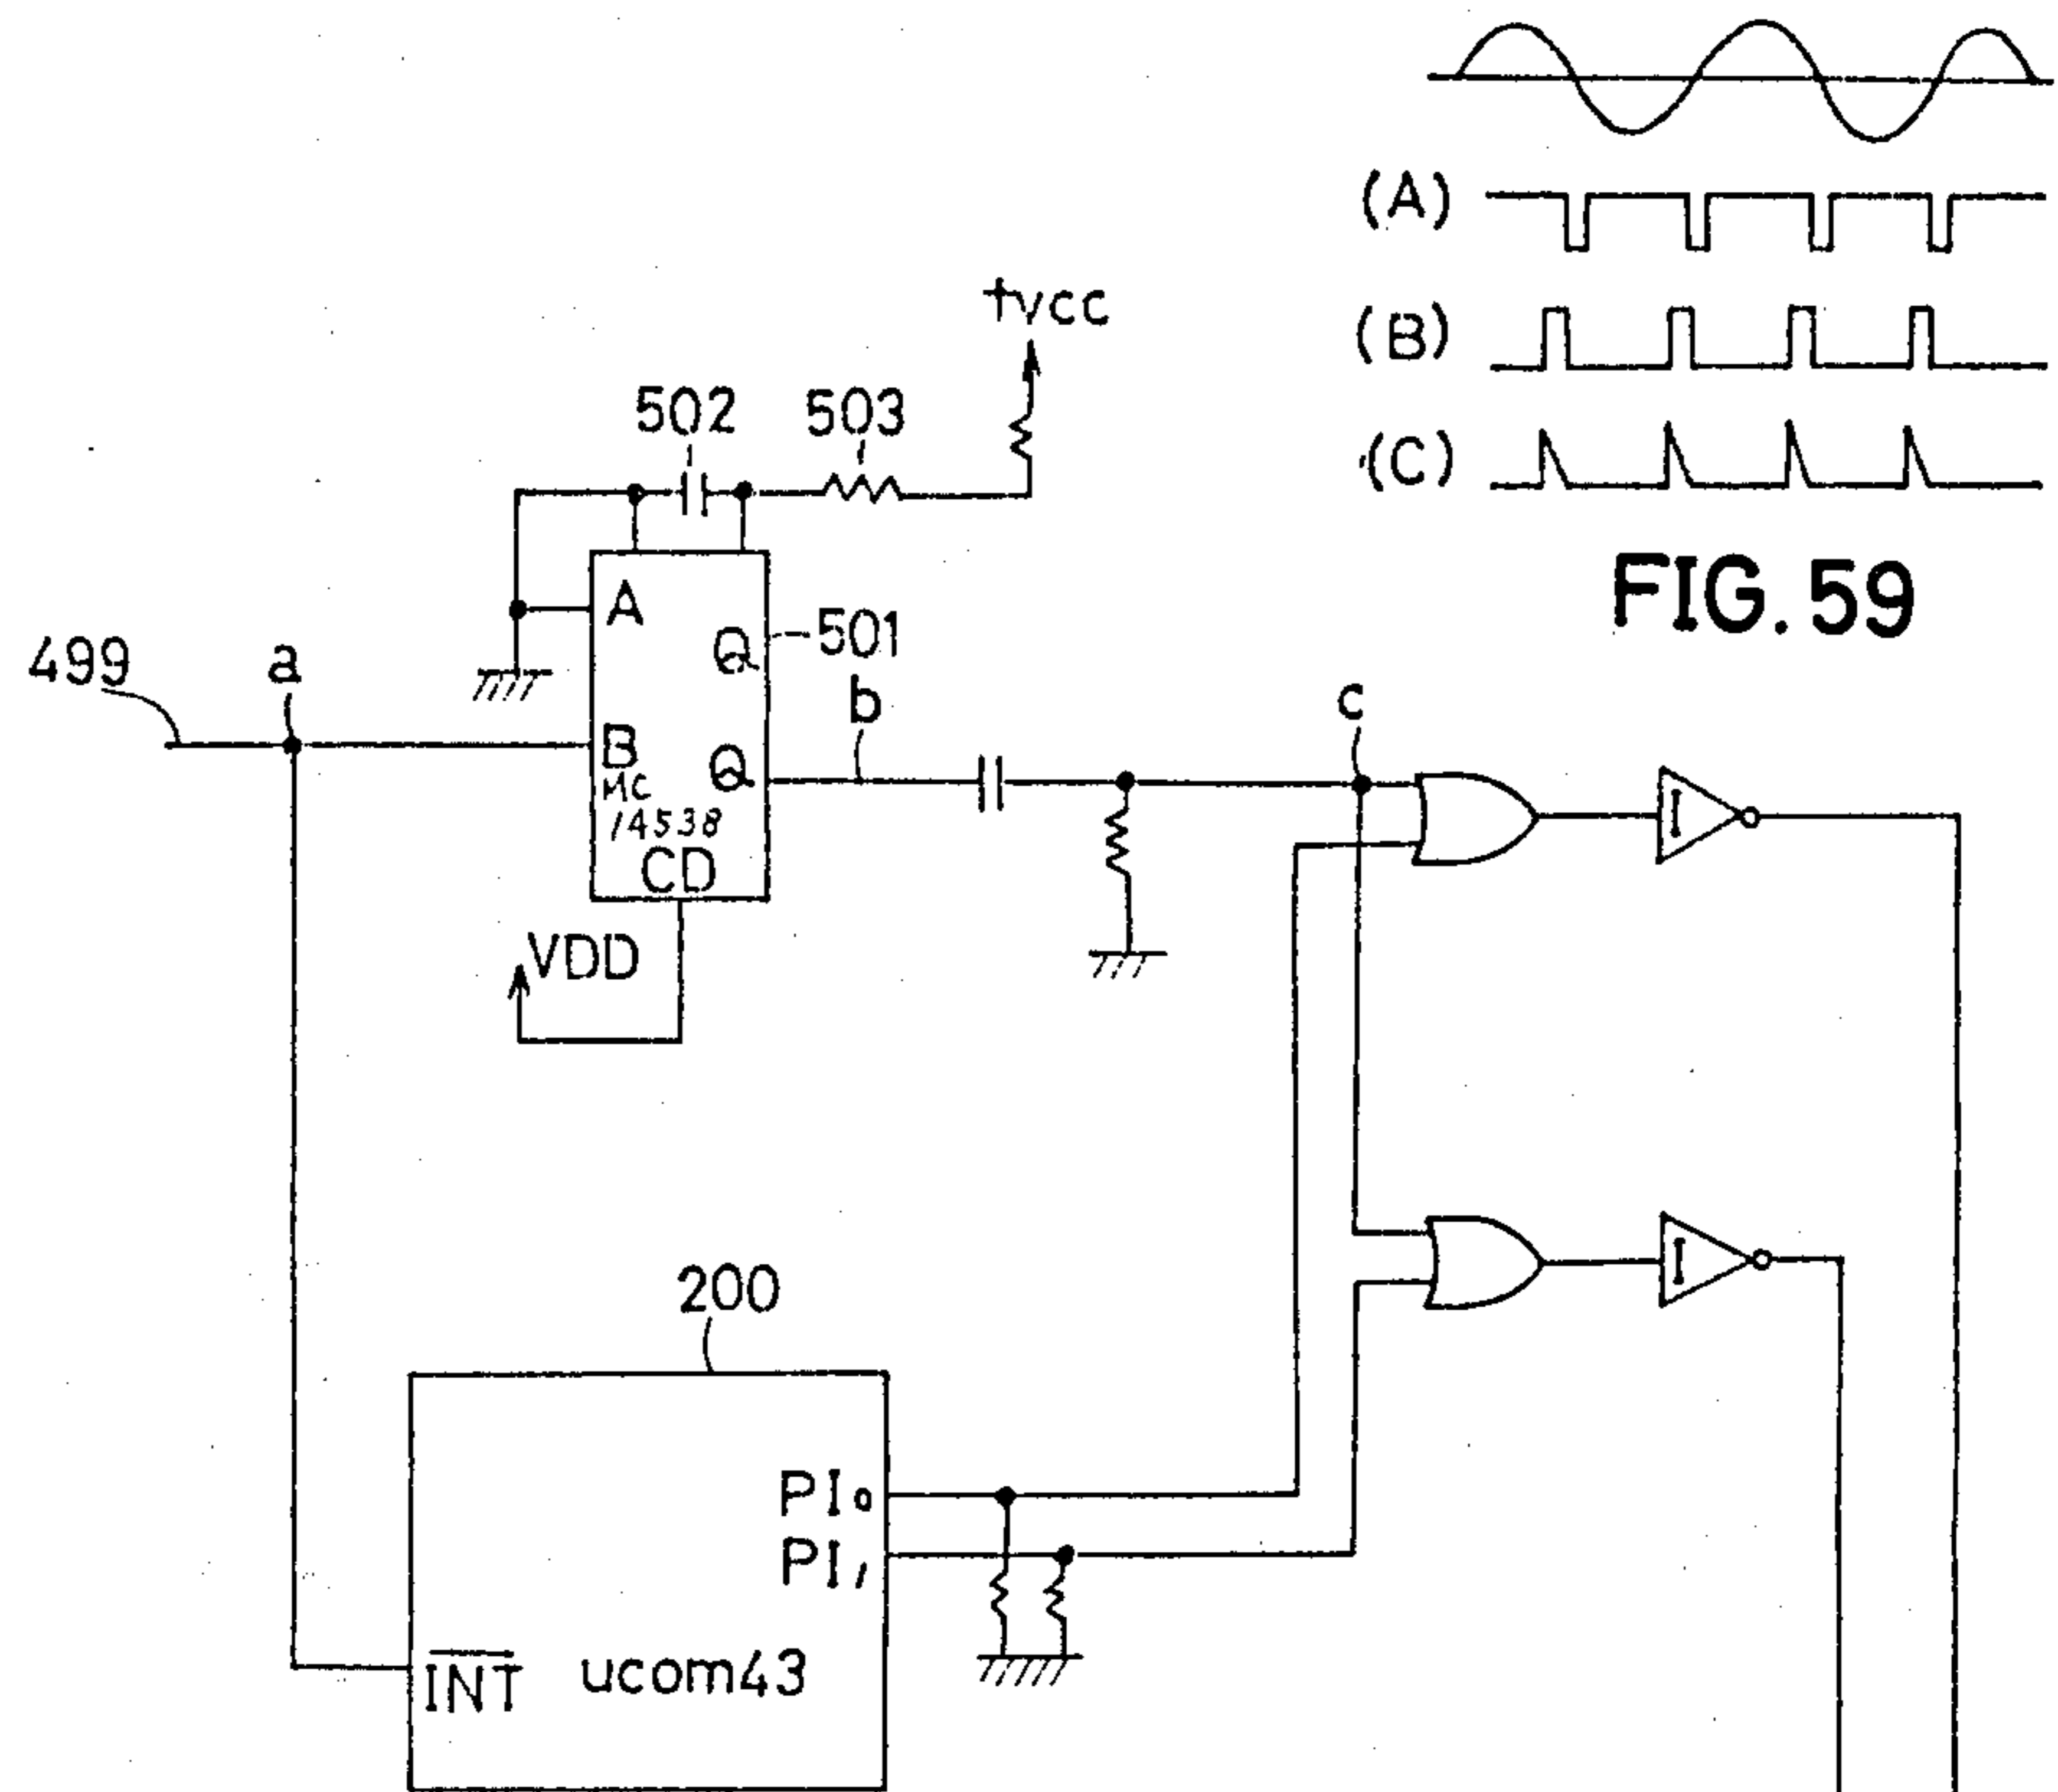 (A)
(B)
(C)
FIG. 59
+VCC
502
503
A
Q
501
499
a
b
c
B
Q
MC
14538
CD
VDD
I
I
200
PI0
PI1
INT
ucom43